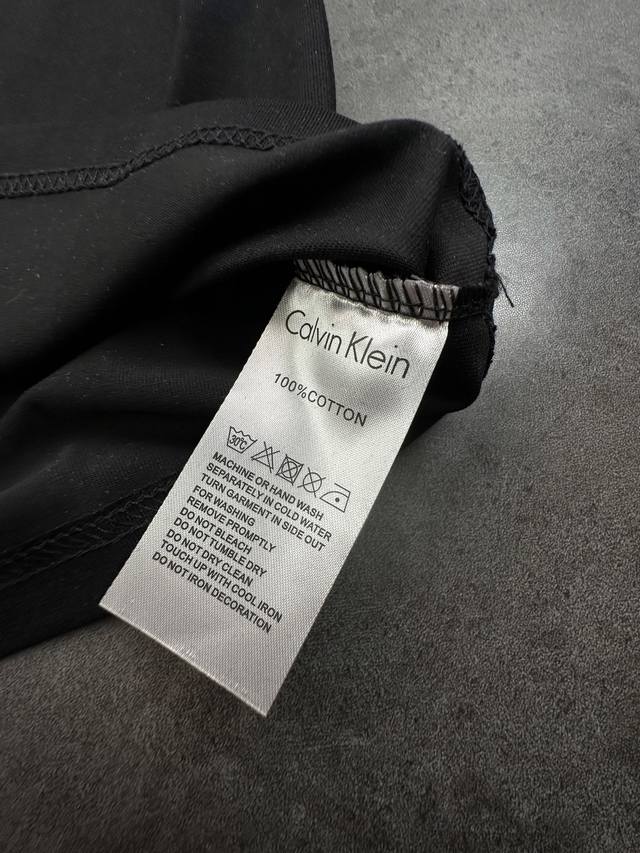 Calvin Klein
100%COTTON
30℃
MACHINE OR HAND WASH
SEPARATELY IN COLD WATER
TURN GARMENT IN SIDE OUT
FOR WASHING
REMOVE PROMPTLY
DO NOT BLEACH
DO NOT TUMBLE DRY
DO NOT DRY CLEAN
TOUCH UP WITH COOL IRON
DO NOT IRON DECORATION